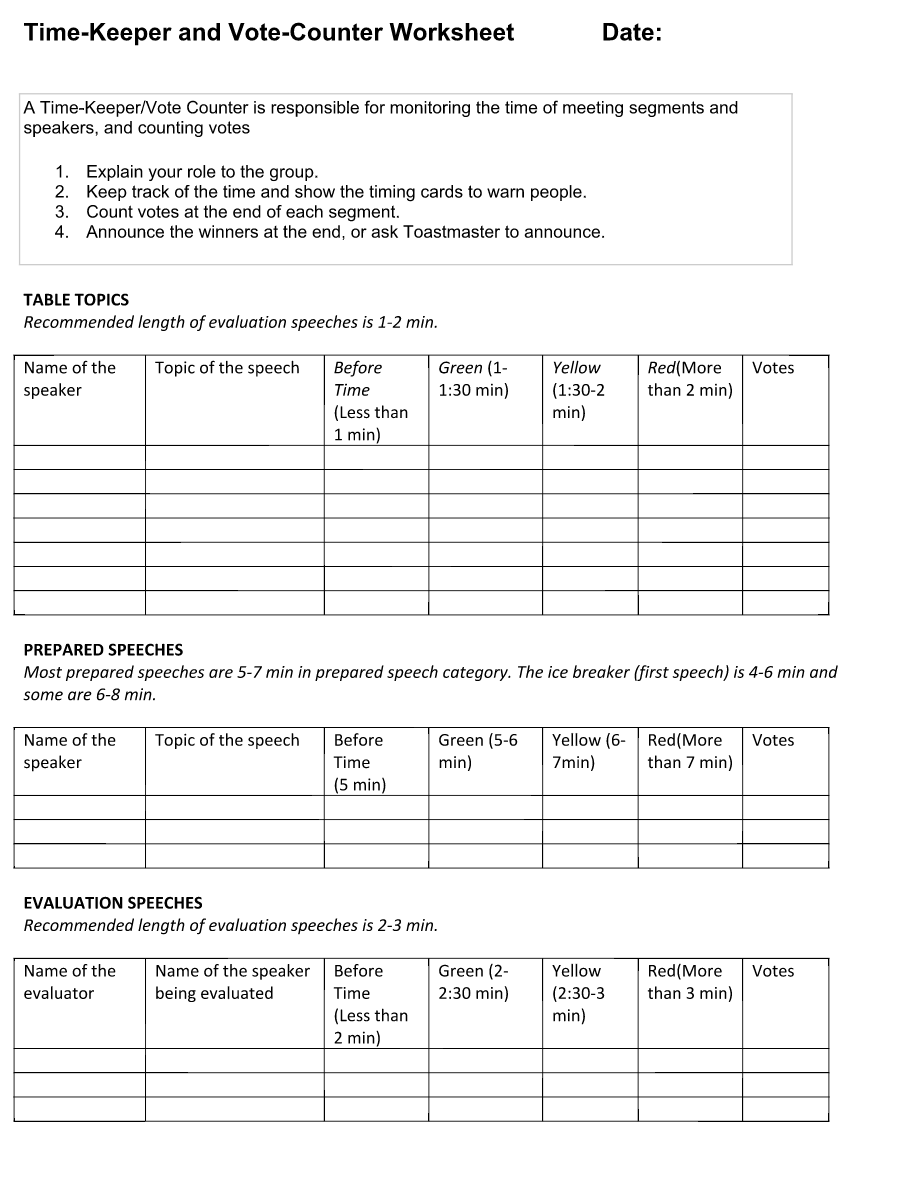 Time-Keeper and Vote-Counter Worksheet Date:
A Time-Keeper/Vote Counter is responsible for monitoring the time of meeting segments and
speakers, and counting votes
1. Explain your role to the group.
2. Keep track of the time and show the timing cards to warn people.
3. Count votes at the end of each segment.
4. Announce the winners at the end, or ask Toastmaster to announce.
TABLE TOPICS
Recommended length of evaluation speeches is 1-2 min.
Name of the Topic of the speech Before Green (1- Yellow Red(More Votes
speaker Time 1:30 min) (1:30-2 than 2 min)
(Less than min)
1 min)
PREPARED SPEECHES
Most prepared speeches are 5-7 min in prepared speech category. The ice breaker (first speech) is 4-6 min and
some are 6-8 min.
Name of the Topic of the speech Before Green (5-6 Yellow (6- Red(More Votes
speaker Time min) 7min) than 7 min)
(5 min)
EVALUATION SPEECHES
Recommended length of evaluation speeches is 2-3 min.
Name of the Name of the speaker Before Green (2- Yellow Red(More Votes
evaluator being evaluated Time 2:30 min) (2:30-3 than 3 min)
(Less than min)
2 min)